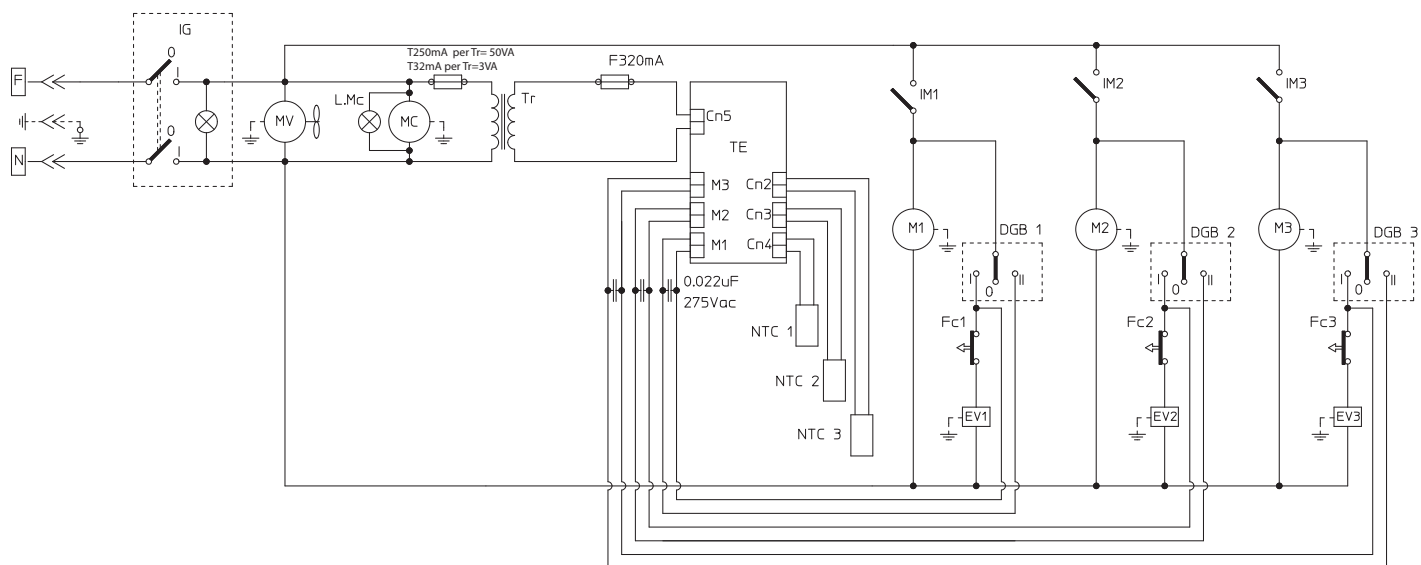 IG
0
I
F
N
0
I
MV
L.Mc
MC
T250mA per Tr= 50VA
T32mA per Tr=3VA
Tr
F320mA
Cn5
TE
M3
Cn2
M2
Cn3
M1
Cn4
0.022uF
275Vac
NTC 1
NTC 2
NTC 3
IM1
IM2
IM3
M1
M2
M3
DGB 1
I
0
II
DGB 2
I
0
II
DGB 3
I
0
II
Fc1
Fc2
Fc3
EV1
EV2
EV3